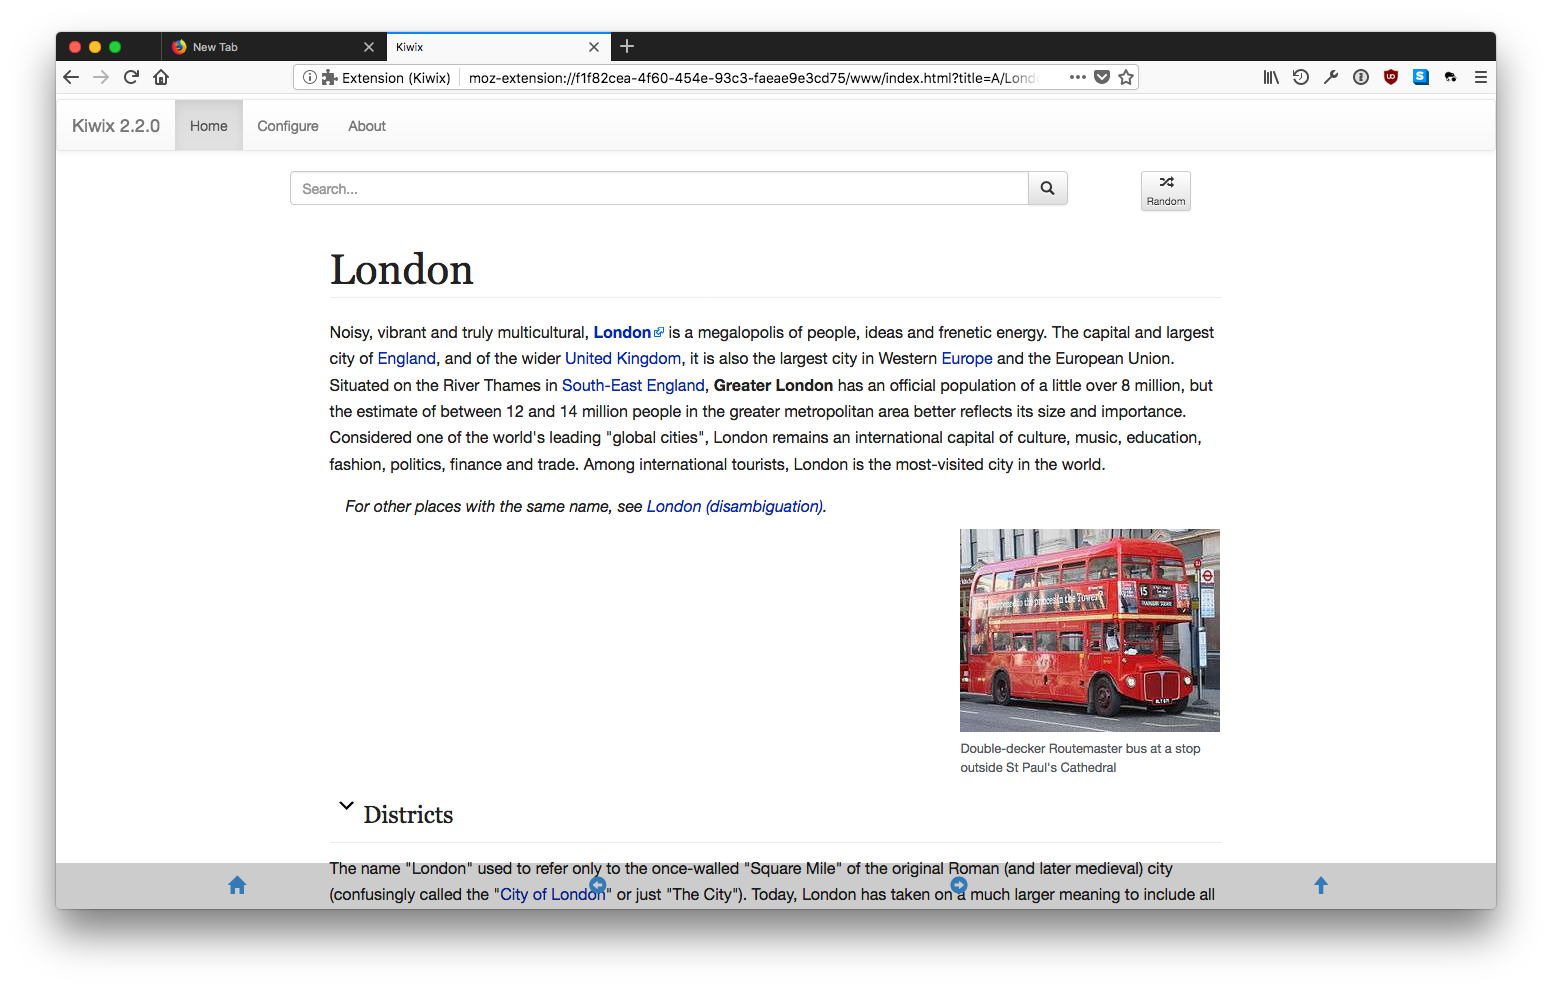 New Tab
Kiwix
Extension (Kiwix)
moz-extension://f1f82cea-4f60-454e-93c3-faeae9e3cd75/www/index.html?title=A/Lond
Kiwix 2.2.0
Home
Configure
About
Search...
Random
London
Noisy, vibrant and truly multicultural, London is a megalopolis of people, ideas and frenetic energy. The capital and largest
city of England, and of the wider United Kingdom, it is also the largest city in Western Europe and the European Union.
Situated on the River Thames in South-East England, Greater London has an official population of a little over 8 million, but
the estimate of between 12 and 14 million people in the greater metropolitan area better reflects its size and importance.
Considered one of the world's leading "global cities", London remains an international capital of culture, music, education,
fashion, politics, finance and trade. Among international tourists, London is the most-visited city in the world.
For other places with the same name, see London (disambiguation).
the princes in the Tower?
15
Double-decker Routemaster bus at a stop
outside St Paul's Cathedral
Districts
The name "London" used to refer only to the once-walled "Square Mile" of the original Roman (and later medieval) city
(confusingly called the "City of London" or just "The City"). Today, London has taken on a much larger meaning to include all